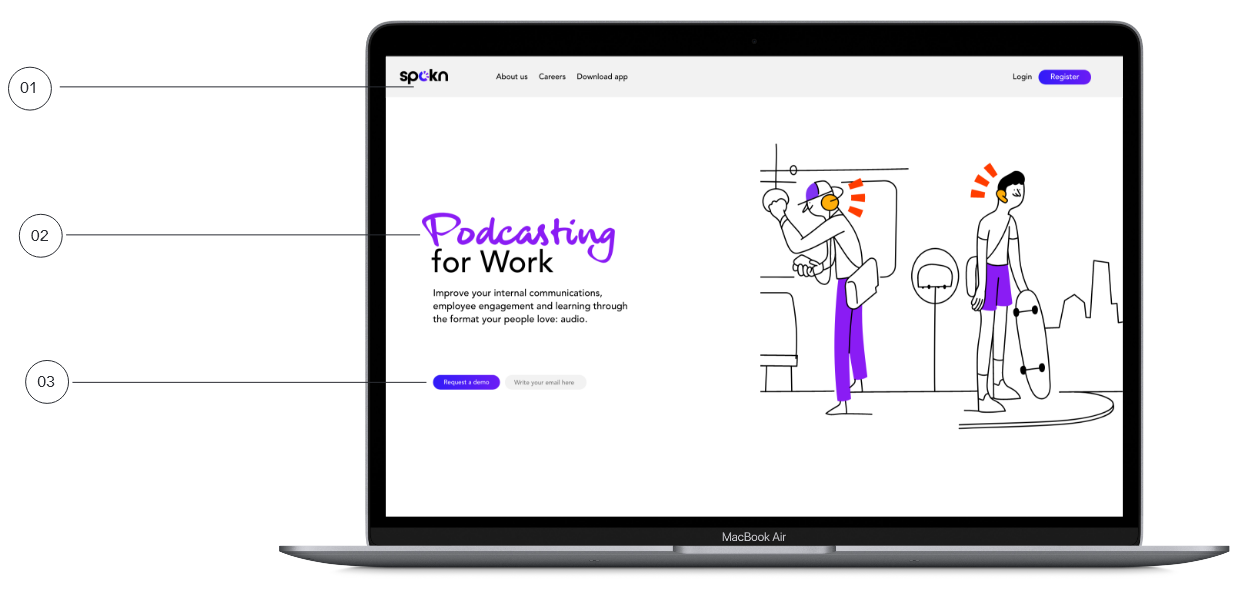 01
spokn
About us
Careers
Download app
Login
Register
02
Podcasting
for Work
Improve your internal communications,
employee engagement and learning through
the format your people love: audio.
03
Request a demo
Write your email here
MacBook Air